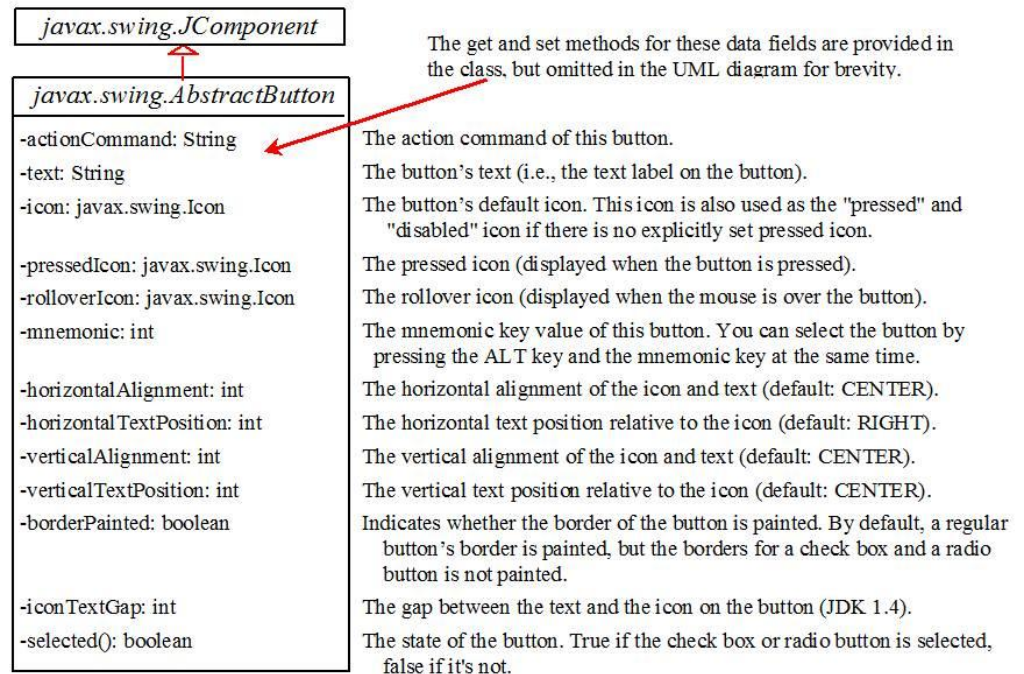 javax.swing.JComponent
The get and set methods for these data fields are provided in
the class, but omitted in the UML diagram for brevity.
javax.swing.AbstractButton
-actionCommand: String
The action command of this button.
-text: String
The button’s text (i.e., the text label on the button).
-icon: javax.swing.Icon
The button’s default icon. This icon is also used as the "pressed" and
"disabled" icon if there is no explicitly set pressed icon.
-pressedIcon: javax.swing.Icon
The pressed icon (displayed when the button is pressed).
-rolloverIcon: javax.swing.Icon
The rollover icon (displayed when the mouse is over the button).
-mnemonic: int
The mnemonic key value of this button. You can select the button by
pressing the ALT key and the mnemonic key at the same time.
-horizontalAlignment: int
The horizontal alignment of the icon and text (default: CENTER).
-horizontalTextPosition: int
The horizontal text position relative to the icon (default: RIGHT).
-verticalAlignment: int
The vertical alignment of the icon and text (default: CENTER).
-verticalTextPosition: int
The vertical text position relative to the icon (default: CENTER).
-borderPainted: boolean
Indicates whether the border of the button is painted. By default, a regular
button’s border is painted, but the borders for a check box and a radio
button is not painted.
-iconTextGap: int
The gap between the text and the icon on the button (JDK 1.4).
-selected(): boolean
The state of the button. True if the check box or radio button is selected,
false if it's not.